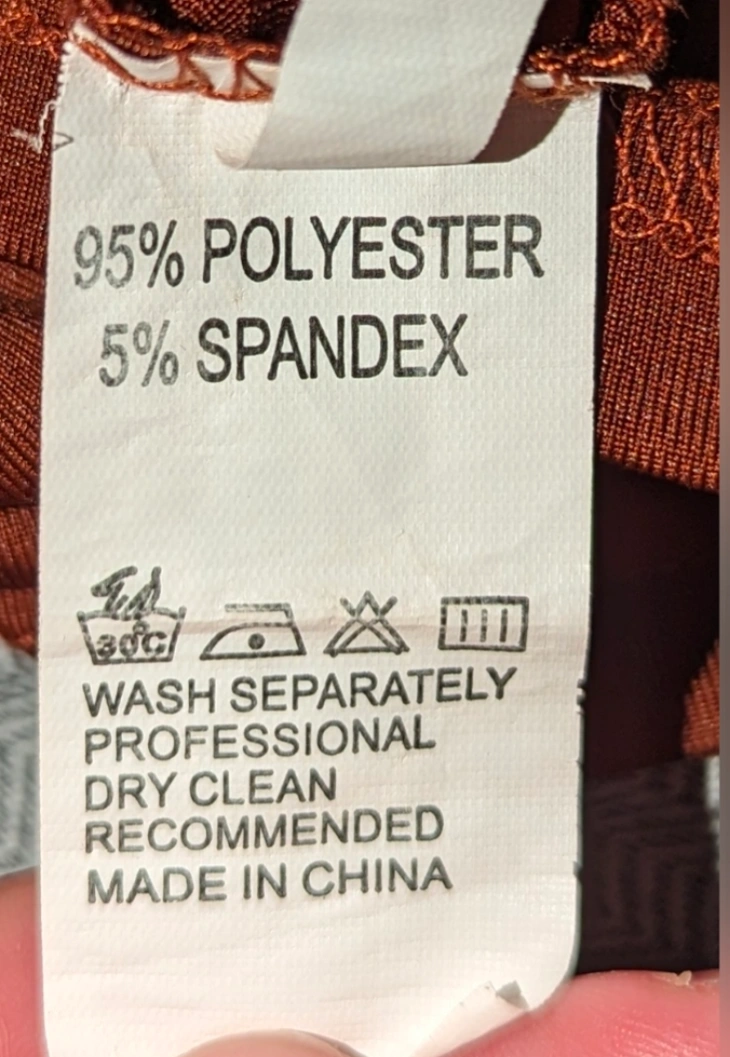 95% POLYESTER
5% SPANDEX
30°C
WASH SEPARATELY
PROFESSIONAL
DRY CLEAN
RECOMMENDED
MADE IN CHINA